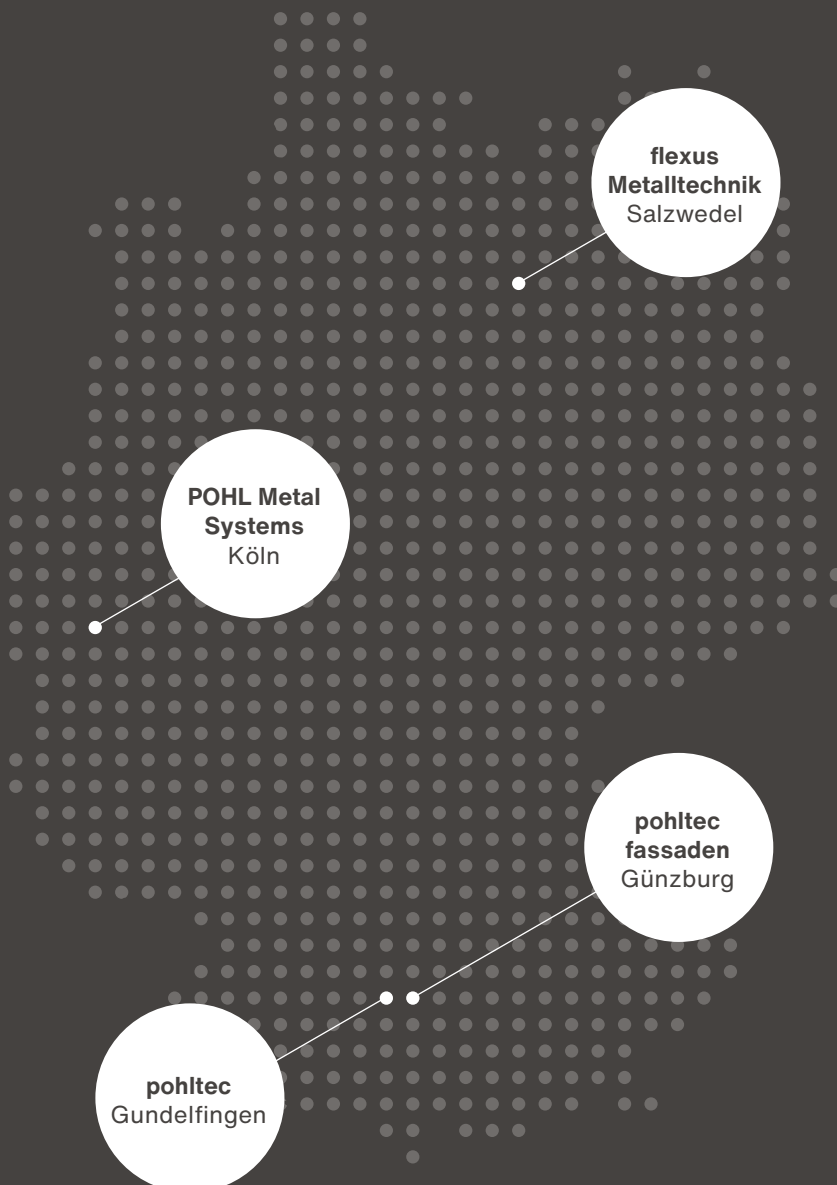 flexus
Metalltechnik
Salzwedel
POHL Metal
Systems
Köln
pohltec
fassaden
Günzburg
pohltec
Gundelfingen